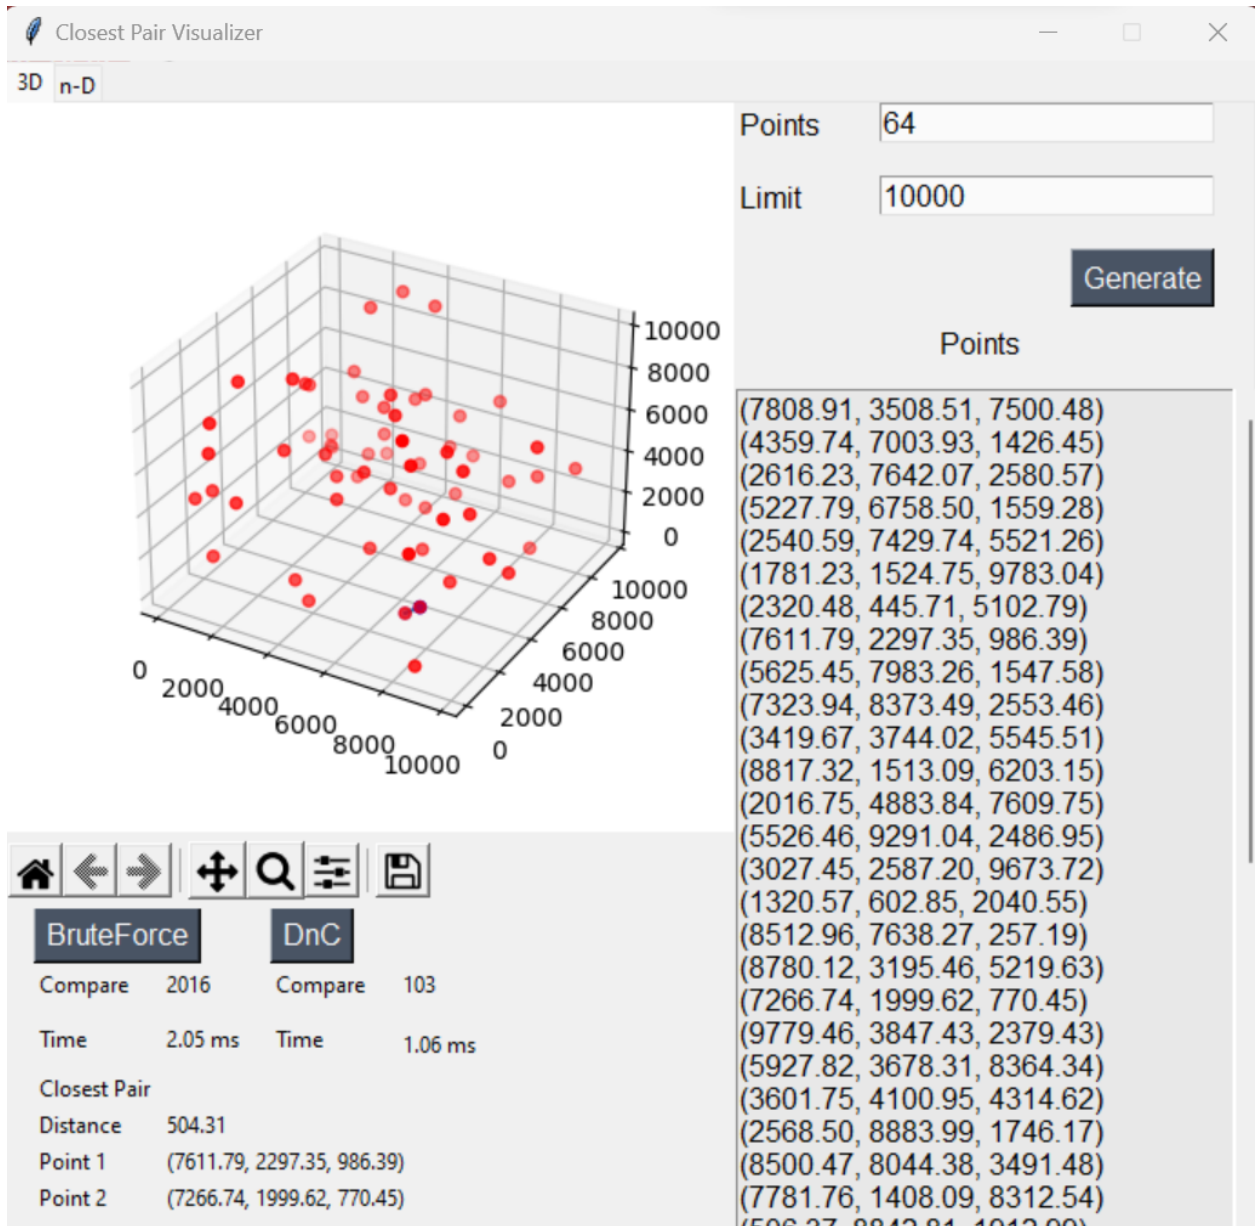 Closest Pair Visualizer
3D n-D
Points 64
Limit 10000
Generate
Points
10000
8000
6000
4000
2000
0
10000
8000
6000
4000
2000
0
0
2000
4000
6000
8000
10000
(7808.91, 3508.51, 7500.48)
(4359.74, 7003.93, 1426.45)
(2616.23, 7642.07, 2580.57)
(5227.79, 6758.50, 1559.28)
(2540.59, 7429.74, 5521.26)
(1781.23, 1524.75, 9783.04)
(2320.48, 445.71, 5102.79)
(7611.79, 2297.35, 986.39)
(5625.45, 7983.26, 1547.58)
(7323.94, 8373.49, 2553.46)
(3419.67, 3744.02, 5545.51)
(8817.32, 1513.09, 6203.15)
(2016.75, 4883.84, 7609.75)
(5526.46, 9291.04, 2486.95)
(3027.45, 2587.20, 9673.72)
(1320.57, 602.85, 2040.55)
(8512.96, 7638.27, 257.19)
(8780.12, 3195.46, 5219.63)
(7266.74, 1999.62, 770.45)
(9779.46, 3847.43, 2379.43)
(5927.82, 3678.31, 8364.34)
(3601.75, 4100.95, 4314.62)
(2568.50, 8883.99, 1746.17)
(8500.47, 8044.38, 3491.48)
(7781.76, 1408.09, 8312.54)
BruteForce DnC
Compare 2016 Compare 103
Time 2.05 ms Time 1.06 ms
Closest Pair
Distance 504.31
Point 1 (7611.79, 2297.35, 986.39)
Point 2 (7266.74, 1999.62, 770.45)